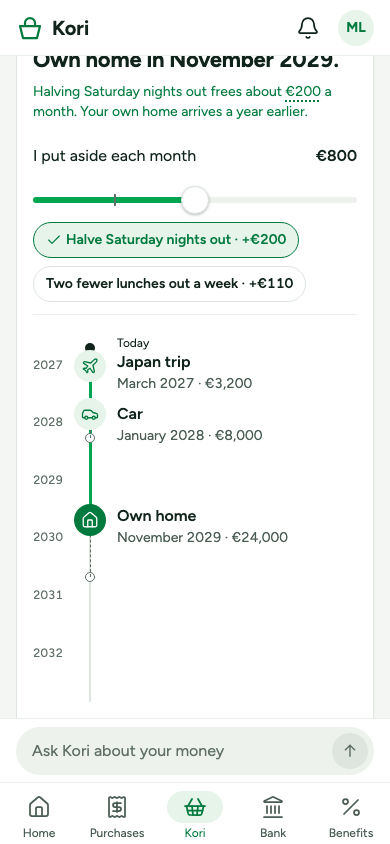 Kori
ML
Own home in November 2029.
Halving Saturday nights out frees about €200 a
month. Your own home arrives a year earlier.
I put aside each month
€800
Halve Saturday nights out · +€200
Two fewer lunches out a week · +€110
Today
2027
Japan trip
March 2027 · €3,200
Car
2028
January 2028 · €8,000
2029
Own home
2030
November 2029 · €24,000
2031
2032
Ask Kori about your money
Home
Purchases
Kori
Bank
Benefits